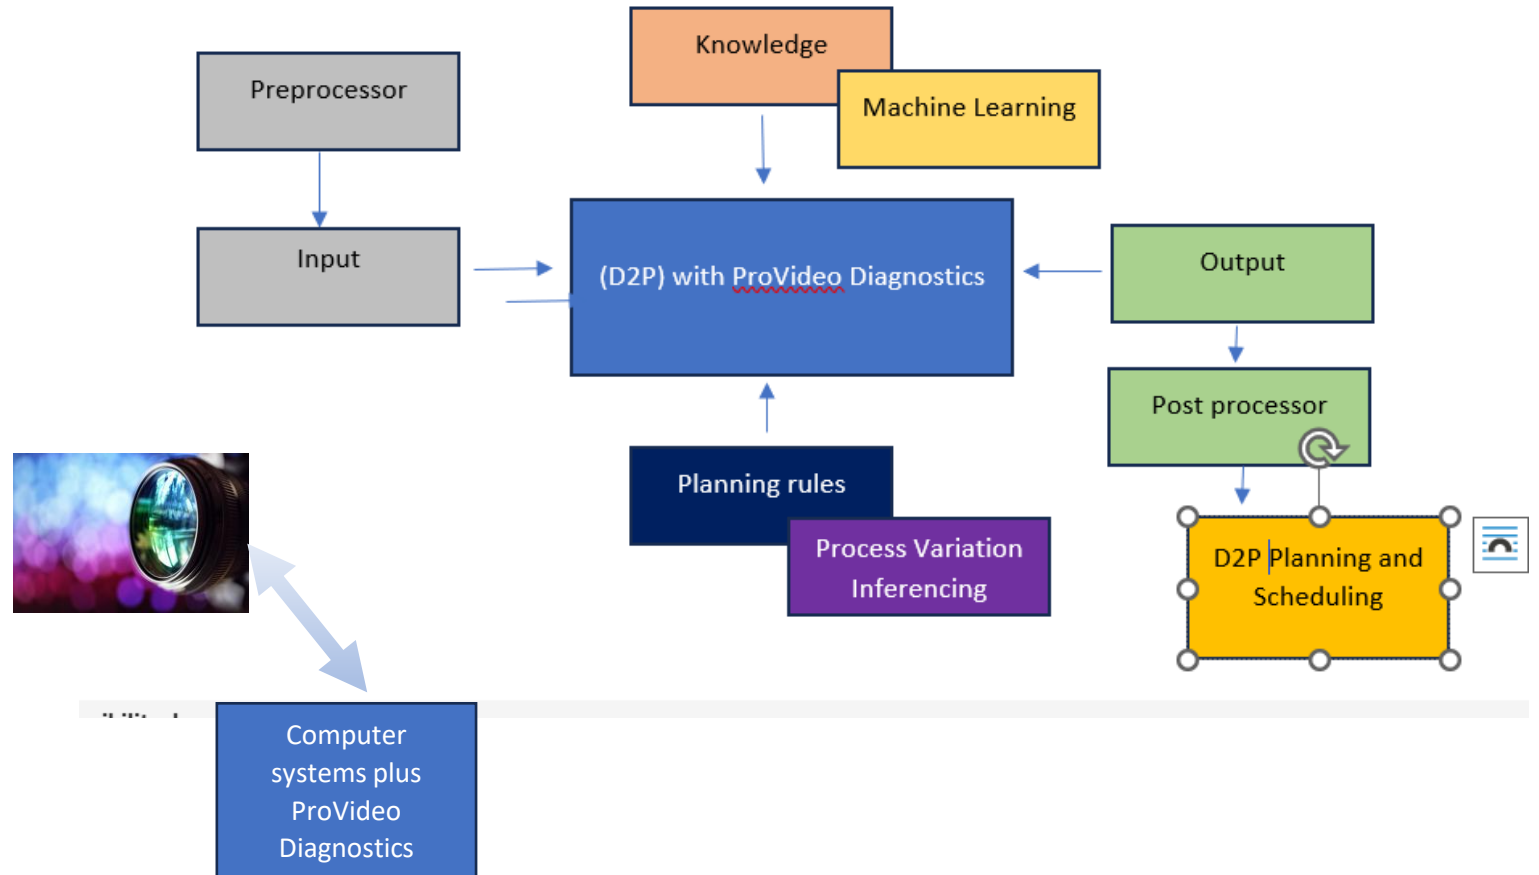 Knowledge
Preprocessor
Machine Learning
Input
(D2P) with ProVideo Diagnostics
Output
Post processor
Planning rules
Process Variation
Inferencing
D2P Planning and
Scheduling
Computer
systems plus
ProVideo
Diagnostics